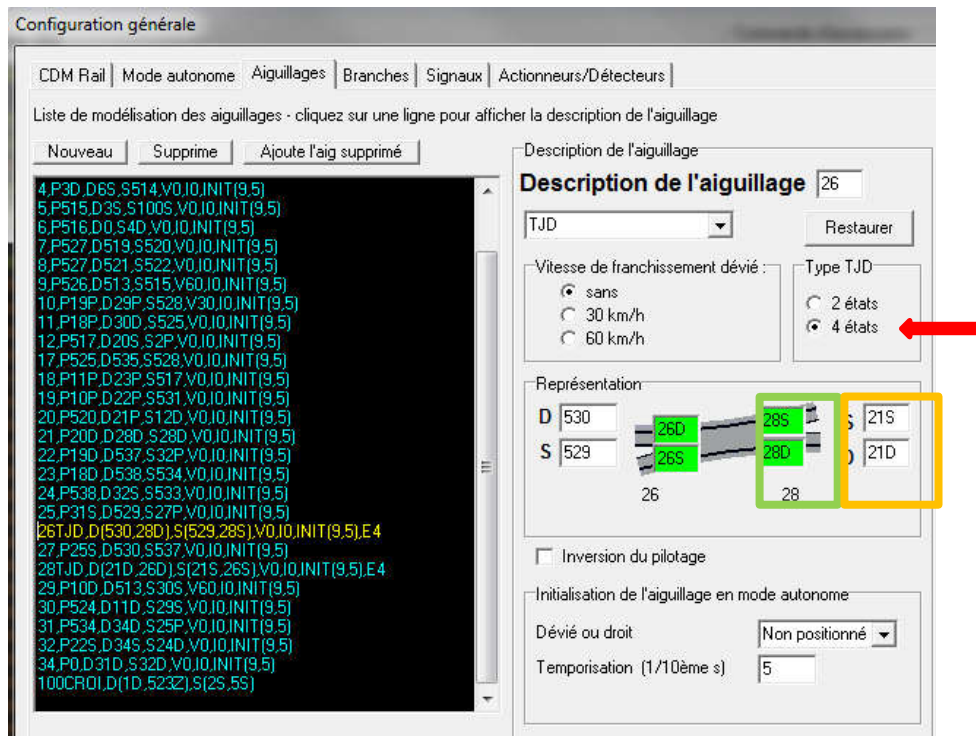 Configuration générale
CDM Rail Mode autonome Aiguillages Branches Signaux Actionneurs/Détecteurs
Liste de modélisation des aiguillages - cliquez sur une ligne pour afficher la description de l'aiguillage
Nouveau Supprime Ajoute l'aig supprimé
4,P3D,D6S,S514,V0,I0,INIT(9,5)
5,P515,D3S,S100S,V0,I0,INIT(9,5)
6,P516,D0,S4D,V0,I0,INIT(9,5)
7,P527,D519,S520,V0,I0,INIT(9,5)
8,P527,D521,S522,V0,I0,INIT(9,5)
9,P526,D513,S515,V60,I0,INIT(9,5)
10,P19P,D29P,S528,V30,I0,INIT(9,5)
11,P18P,D30D,S525,V0,I0,INIT(9,5)
12,P517,D20S,S2P,V0,I0,INIT(9,5)
17,P525,D535,S528,V0,I0,INIT(9,5)
18,P11P,D23P,S517,V0,I0,INIT(9,5)
19,P10P,D22P,S531,V0,I0,INIT(9,5)
20,P520,D21P,S12D,V0,I0,INIT(9,5)
21,P20D,D28D,S28D,V0,I0,INIT(9,5)
22,P19D,D537,S32P,V0,I0,INIT(9,5)
23,P18D,D538,S534,V0,I0,INIT(9,5)
24,P538,D32S,S533,V0,I0,INIT(9,5)
25,P31S,D529,S27P,V0,I0,INIT(9,5)
26TJD,D(530,28D),S(529,28S),V0,I0,INIT(9,5),E4
27,P25S,D530,S537,V0,I0,INIT(9,5)
28TJD,D(21D,26D),S(21S,26S),V0,I0,INIT(9,5),E4
29,P10D,D513,S30S,V60,I0,INIT(9,5)
30,P524,D11D,S29S,V0,I0,INIT(9,5)
31,P534,D34D,S25P,V0,I0,INIT(9,5)
32,P22S,D34S,S24D,V0,I0,INIT(9,5)
34,P0,D31D,S32D,V0,I0,INIT(9,5)
100CROI,D(1D,523Z),S(2S,5S)
Description de l'aiguillage
Description de l'aiguillage 26
TJD
Restaurer
Vitesse de franchissement dévié :
sans
30 km/h
60 km/h
Type TJD
2 états
4 états
Représentation
D 530 26D 28S S 21S
S 529 26S 28D D 21D
26 28
Inversion du pilotage
Initialisation de l'aiguillage en mode autonome
Dévié ou droit Non positionné
Temporisation (1/10ème s) 5